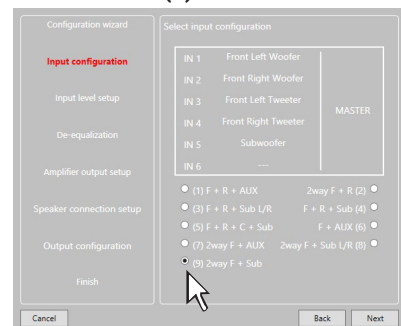 Configuration wizard
Input configuration
Input level setup
De-equalization
Amplifier output setup
Speaker connection setup
Output configuration
Finish
Select input configuration
IN 1 Front Left Woofer
IN 2 Front Right Woofer
IN 3 Front Left Tweeter
IN 4 Front Right Tweeter
IN 5 Subwoofer
IN 6 ----
MASTER
(1) F + R + AUX 2way F + R (2)
(3) F + R + Sub L/R F + R + Sub (4)
(5) F + R + C + Sub F + AUX (6)
(7) 2way F + AUX 2way F + Sub L/R (8)
(9) 2way F + Sub
Cancel Back Next